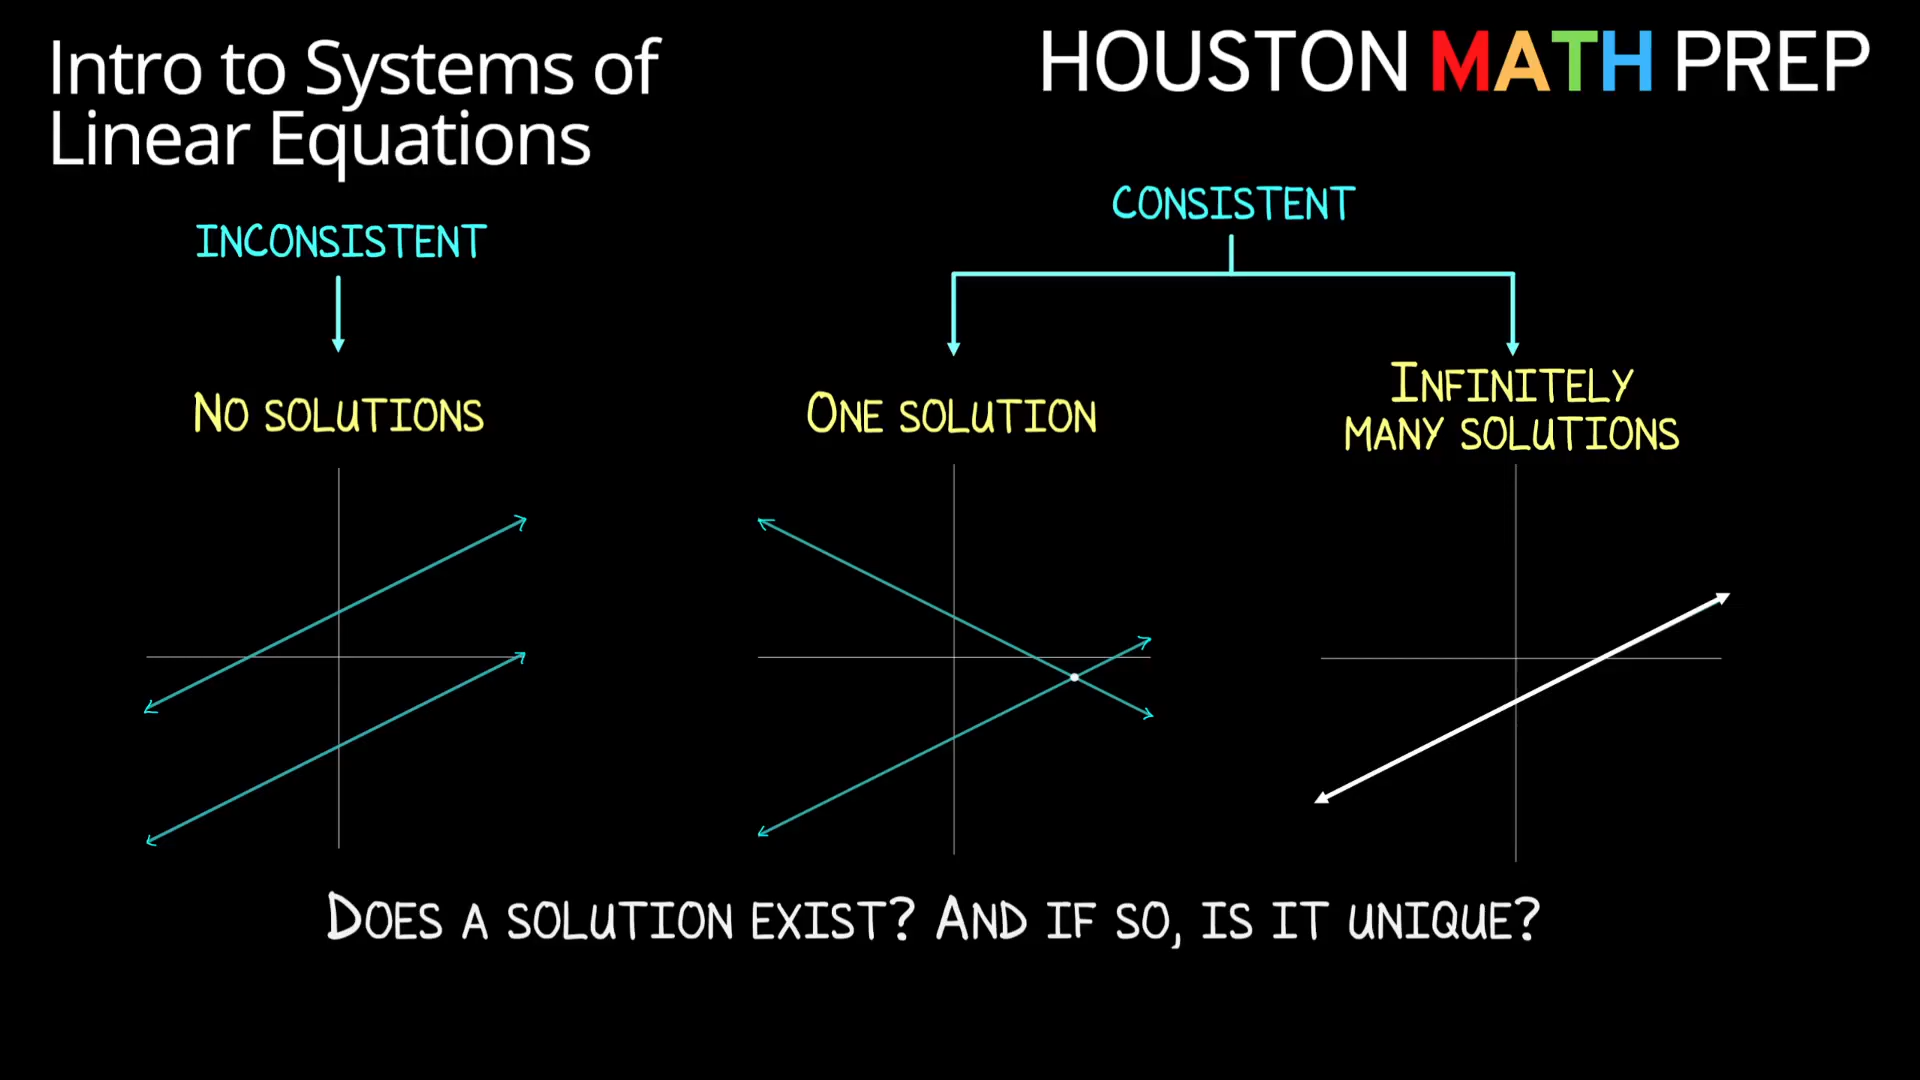 Intro to Systems of
Linear Equations
HOUSTON MATH PREP
INCONSISTENT
CONSISTENT
NO SOLUTIONS
ONE SOLUTION
INFINITELY
MANY SOLUTIONS
DOES A SOLUTION EXIST? AND IF SO, IS IT UNIQUE?